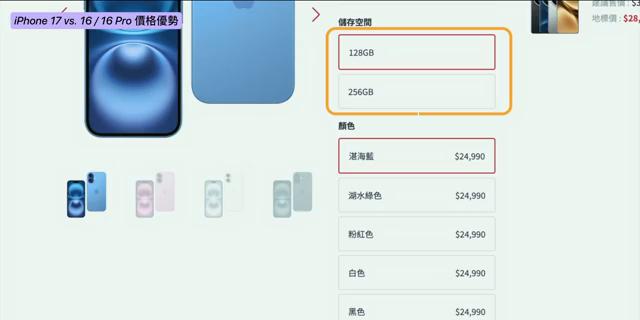 iPhone 17 vs. 16 / 16 Pro 價格優勢
儲存空間
128GB
256GB
顏色
湛海藍 $24,990
湖水綠色 $24,990
粉紅色 $24,990
白色 $24,990
黑色 $24,990
建議售價：$3
地標價：$28,